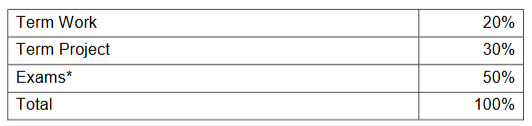 Term Work 20%
Term Project 30%
Exams* 50%
Total 100%